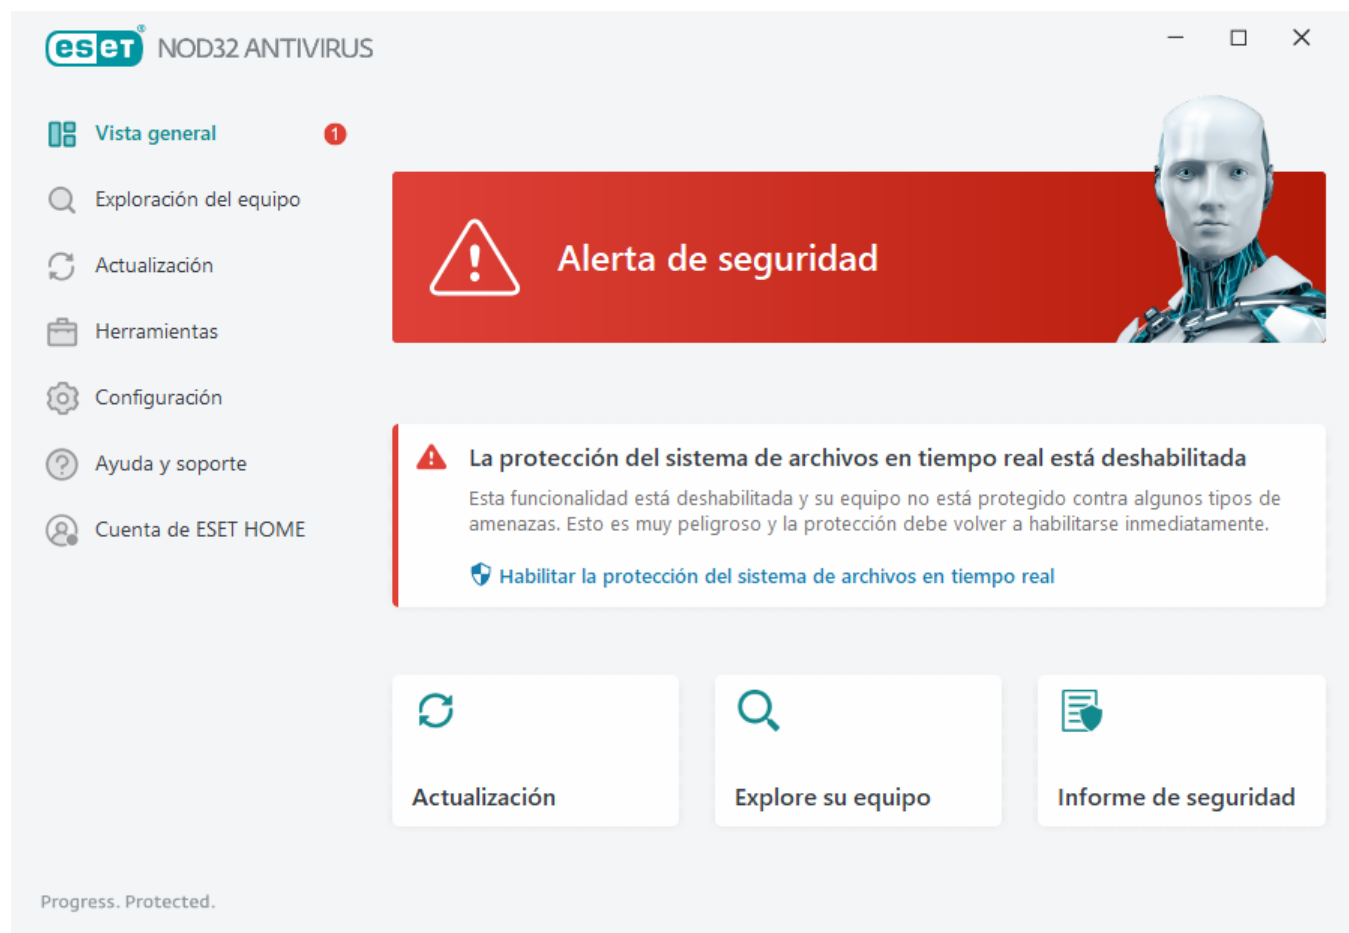 eset® NOD32 ANTIVIRUS
Vista general 1
Exploración del equipo
Actualización
Herramientas
Configuración
Ayuda y soporte
Cuenta de ESET HOME
Alerta de seguridad
La protección del sistema de archivos en tiempo real está deshabilitada
Esta funcionalidad está deshabilitada y su equipo no está protegido contra algunos tipos de
amenazas. Esto es muy peligroso y la protección debe volver a habilitarse inmediatamente.
Habilitar la protección del sistema de archivos en tiempo real
Actualización
Explore su equipo
Informe de seguridad
Progress. Protected.